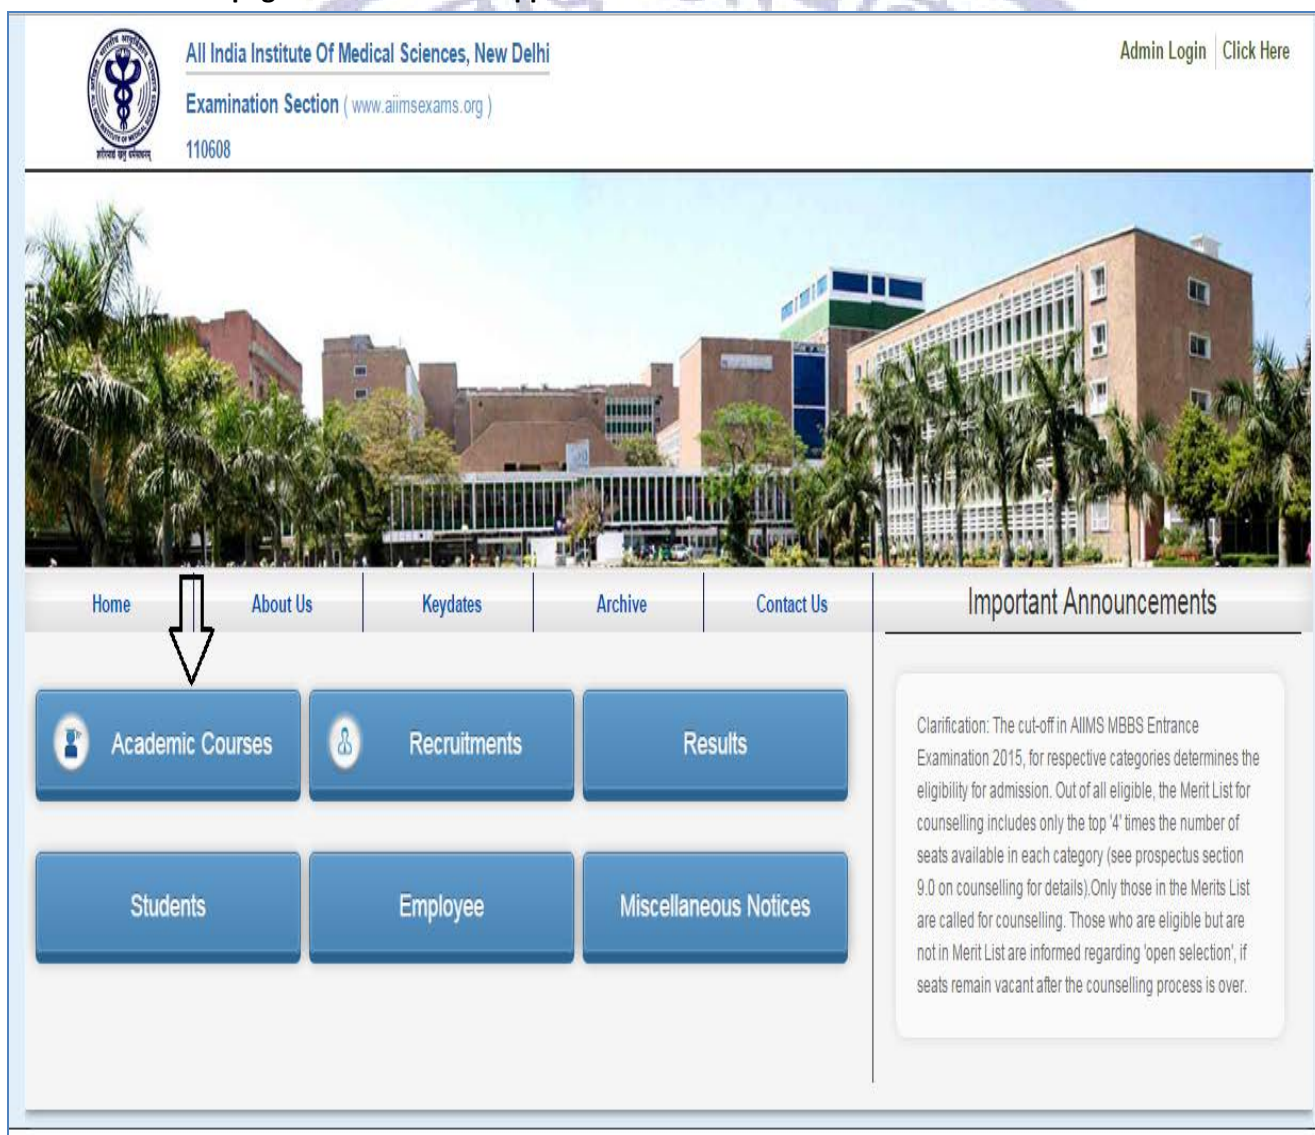 All India Institute Of Medical Sciences, New Delhi
Examination Section ( www.aiimsexams.org )
110608
Admin Login
Click Here
Home
About Us
Keydates
Archive
Contact Us
Important Announcements
Academic Courses
Recruitments
Results
Students
Employee
Miscellaneous Notices
Clarification: The cut-off in AIIMS MBBS Entrance
Examination 2015, for respective categories determines the
eligibility for admission. Out of all eligible, the Merit List for
counselling includes only the top '4' times the number of
seats available in each category (see prospectus section
9.0 on counselling for details).Only those in the Merits List
are called for counselling. Those who are eligible but are
not in Merit List are informed regarding 'open selection', if
seats remain vacant after the counselling process is over.